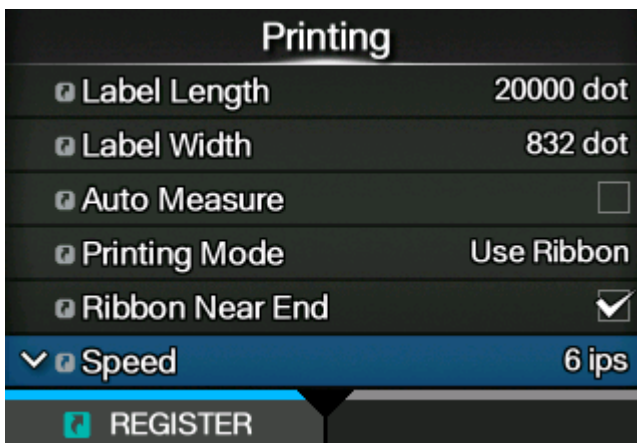 Printing
Label Length 20000 dot
Label Width 832 dot
Auto Measure
Printing Mode Use Ribbon
Ribbon Near End
Speed 6 ips
REGISTER